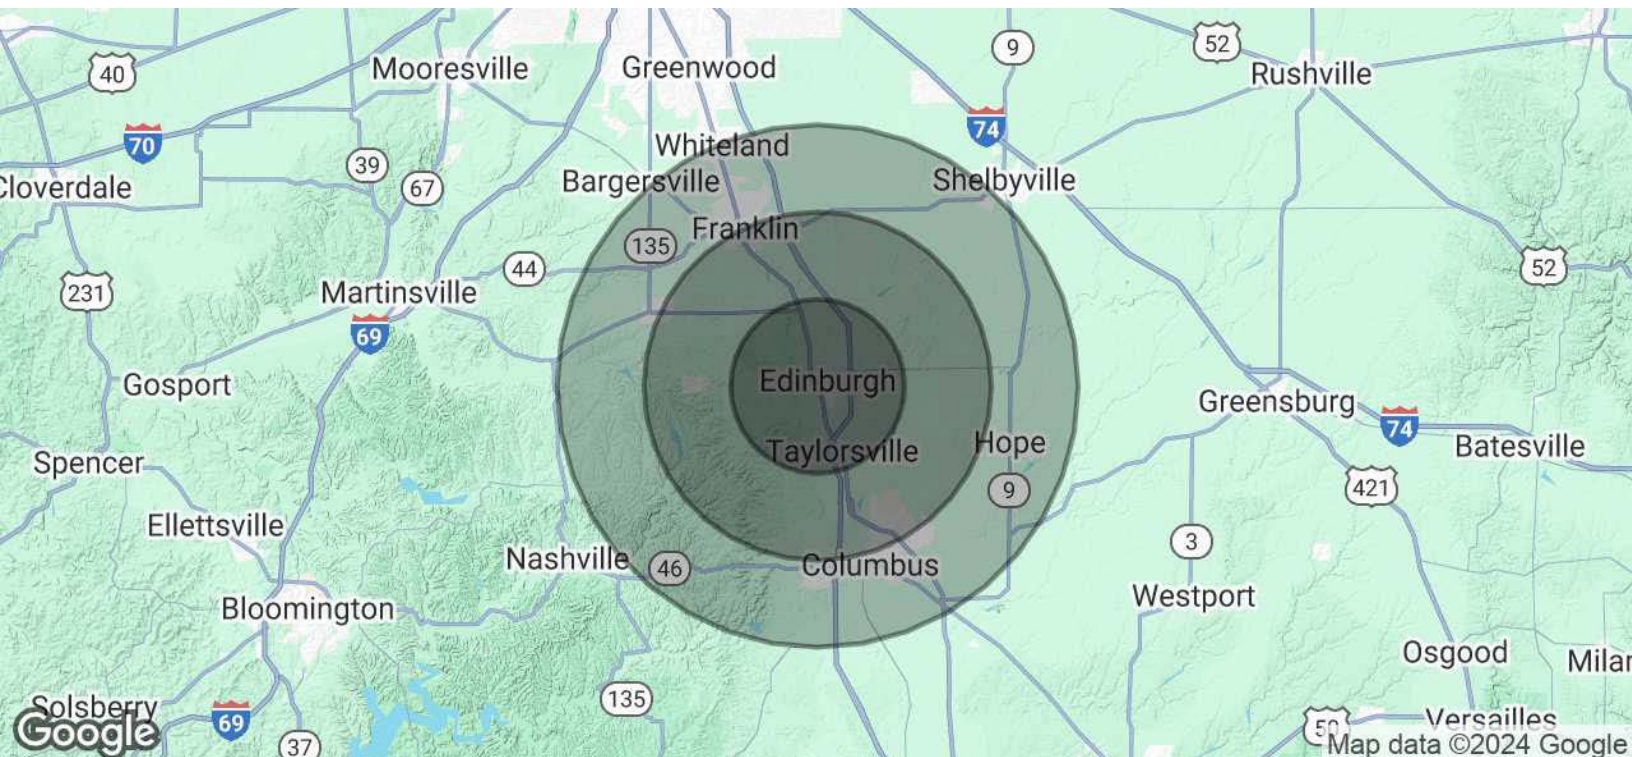 9
52
40
Mooresville
Greenwood
Rushville
74
70
Whiteland
39
Bargersville
Shelbyville
67
Cloverdale
Franklin
135
44
52
231
Martinsville
69
Edinburgh
Gosport
Greensburg
74
Taylorsville
Hope
Batesville
Spencer
9
421
Ellettsville
3
Nashville
46
Columbus
Westport
Bloomington
Osgood
Milan
135
Solsberry
69
Versailles
50
Google
37
Map data ©2024 Google